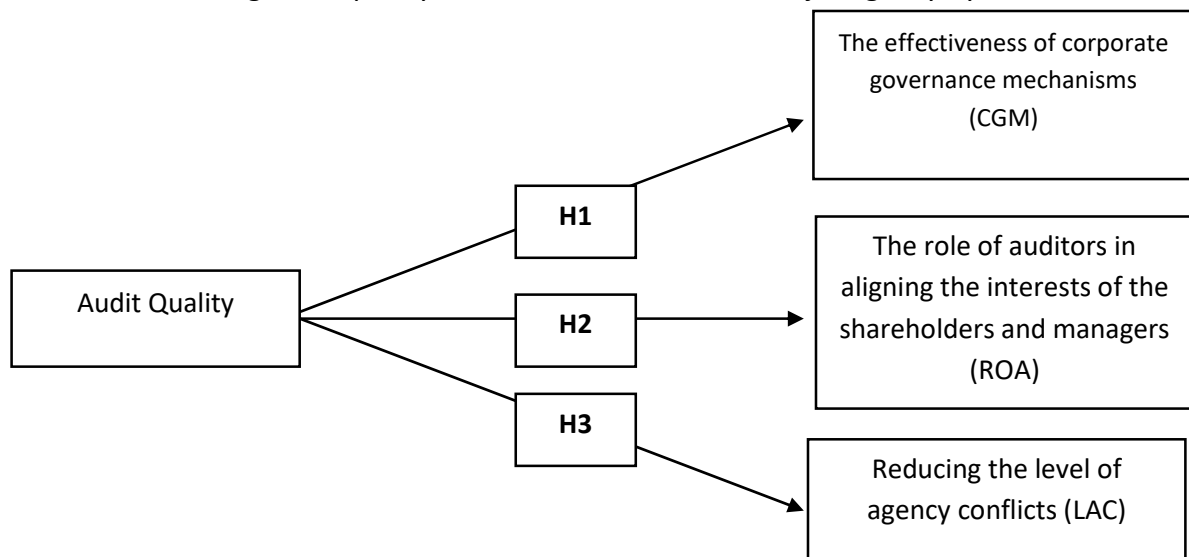 The effectiveness of corporate
governance mechanisms
(CGM)
H1
The role of auditors in
aligning the interests of the
shareholders and managers
(ROA)
Audit Quality
H2
H3
Reducing the level of
agency conflicts (LAC)